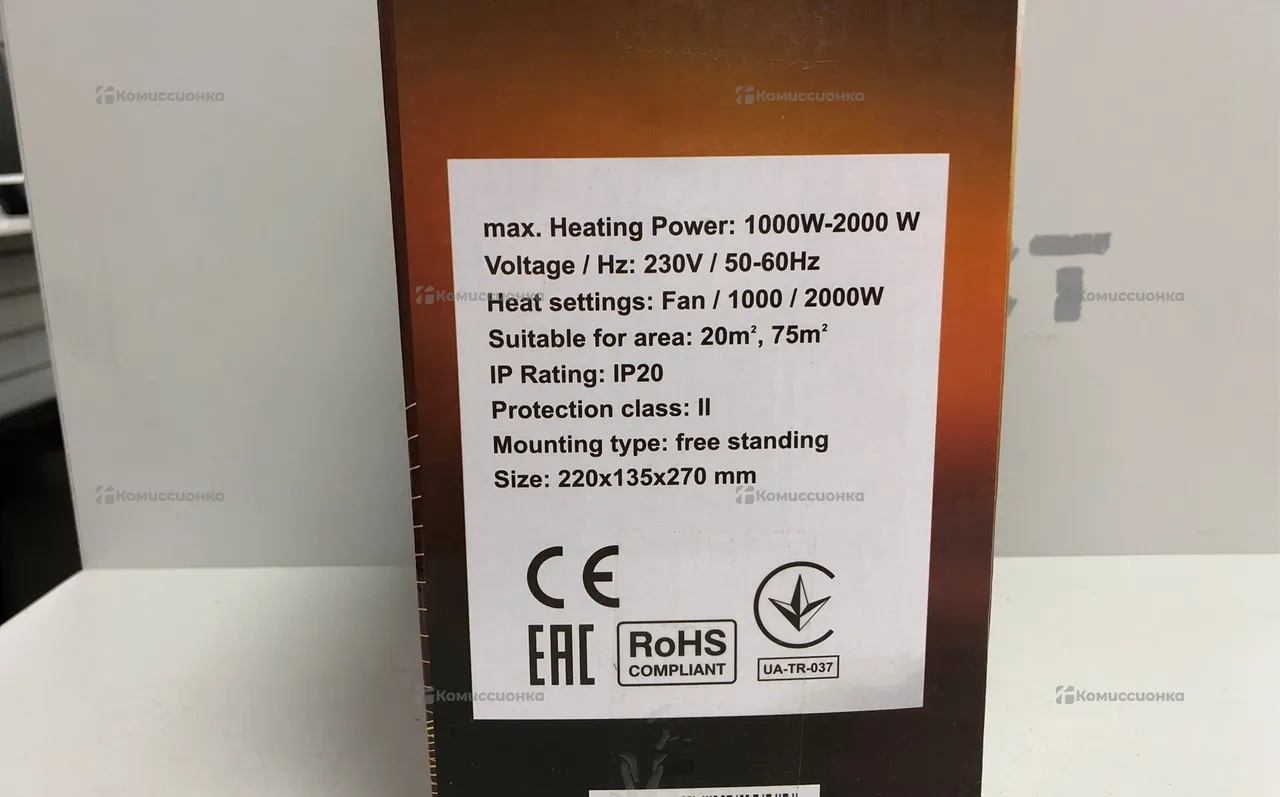 Комиссионка
Комиссионка
max. Heating Power: 1000W-2000 W
Voltage / Hz: 230V / 50-60Hz
Комиссионка
Heat settings: Fan / 1000 / 2000W
Комиссионка
Suitable for area: 20m², 75m²
IP Rating: IP20
Protection class: II
Mounting type: free standing
Size: 220x135x270 mm
Комиссионка
Комиссионка
CE
EAC
RoHS
COMPLIANT
UA-TR-037
Комиссионка
Комиссионка